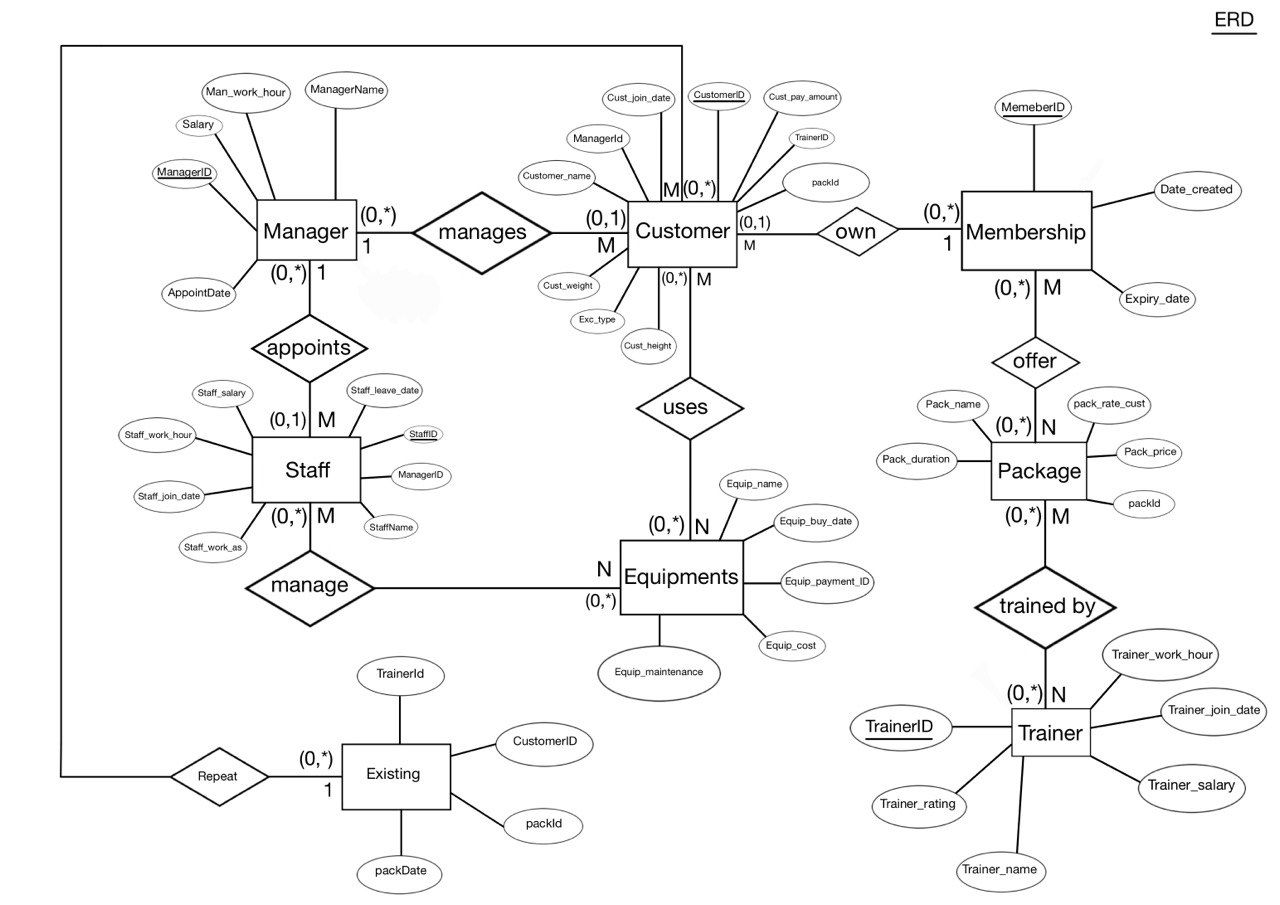 ERD
Man_work_hour
ManagerName
Salary
ManagerID
Manager
AppointDate
(0,*)
1
(0,*)
1
manages
(0,1)
M
Cust_join_date
CustomerID
Cust_pay_amount
ManagerId
TrainerID
Customer_name
packId
M
(0,*)
Customer
(0,1)
M
Cust_weight
Exc_type
Cust_height
(0,*)
M
own
(0,*)
1
MemeberID
Date_created
Membership
Expiry_date
(0,*)
M
appoints
offer
Staff_salary
Staff_leave_date
(0,1)
M
Staff_work_hour
StaffID
Staff
ManagerID
Staff_join_date
StaffName
Staff_work_as
(0,*)
M
uses
Pack_name
pack_rate_cust
(0,*)
N
Pack_duration
Pack_price
Package
packId
(0,*)
M
Equip_name
(0,*)
N
Equip_buy_date
Equipments
Equip_payment_ID
Equip_cost
Equip_maintenance
manage
N
(0,*)
trained by
Trainer_work_hour
(0,*)
N
TrainerID
Trainer
Trainer_join_date
Trainer_salary
Trainer_rating
Trainer_name
TrainerId
CustomerID
Repeat
(0,*)
1
Existing
packId
packDate